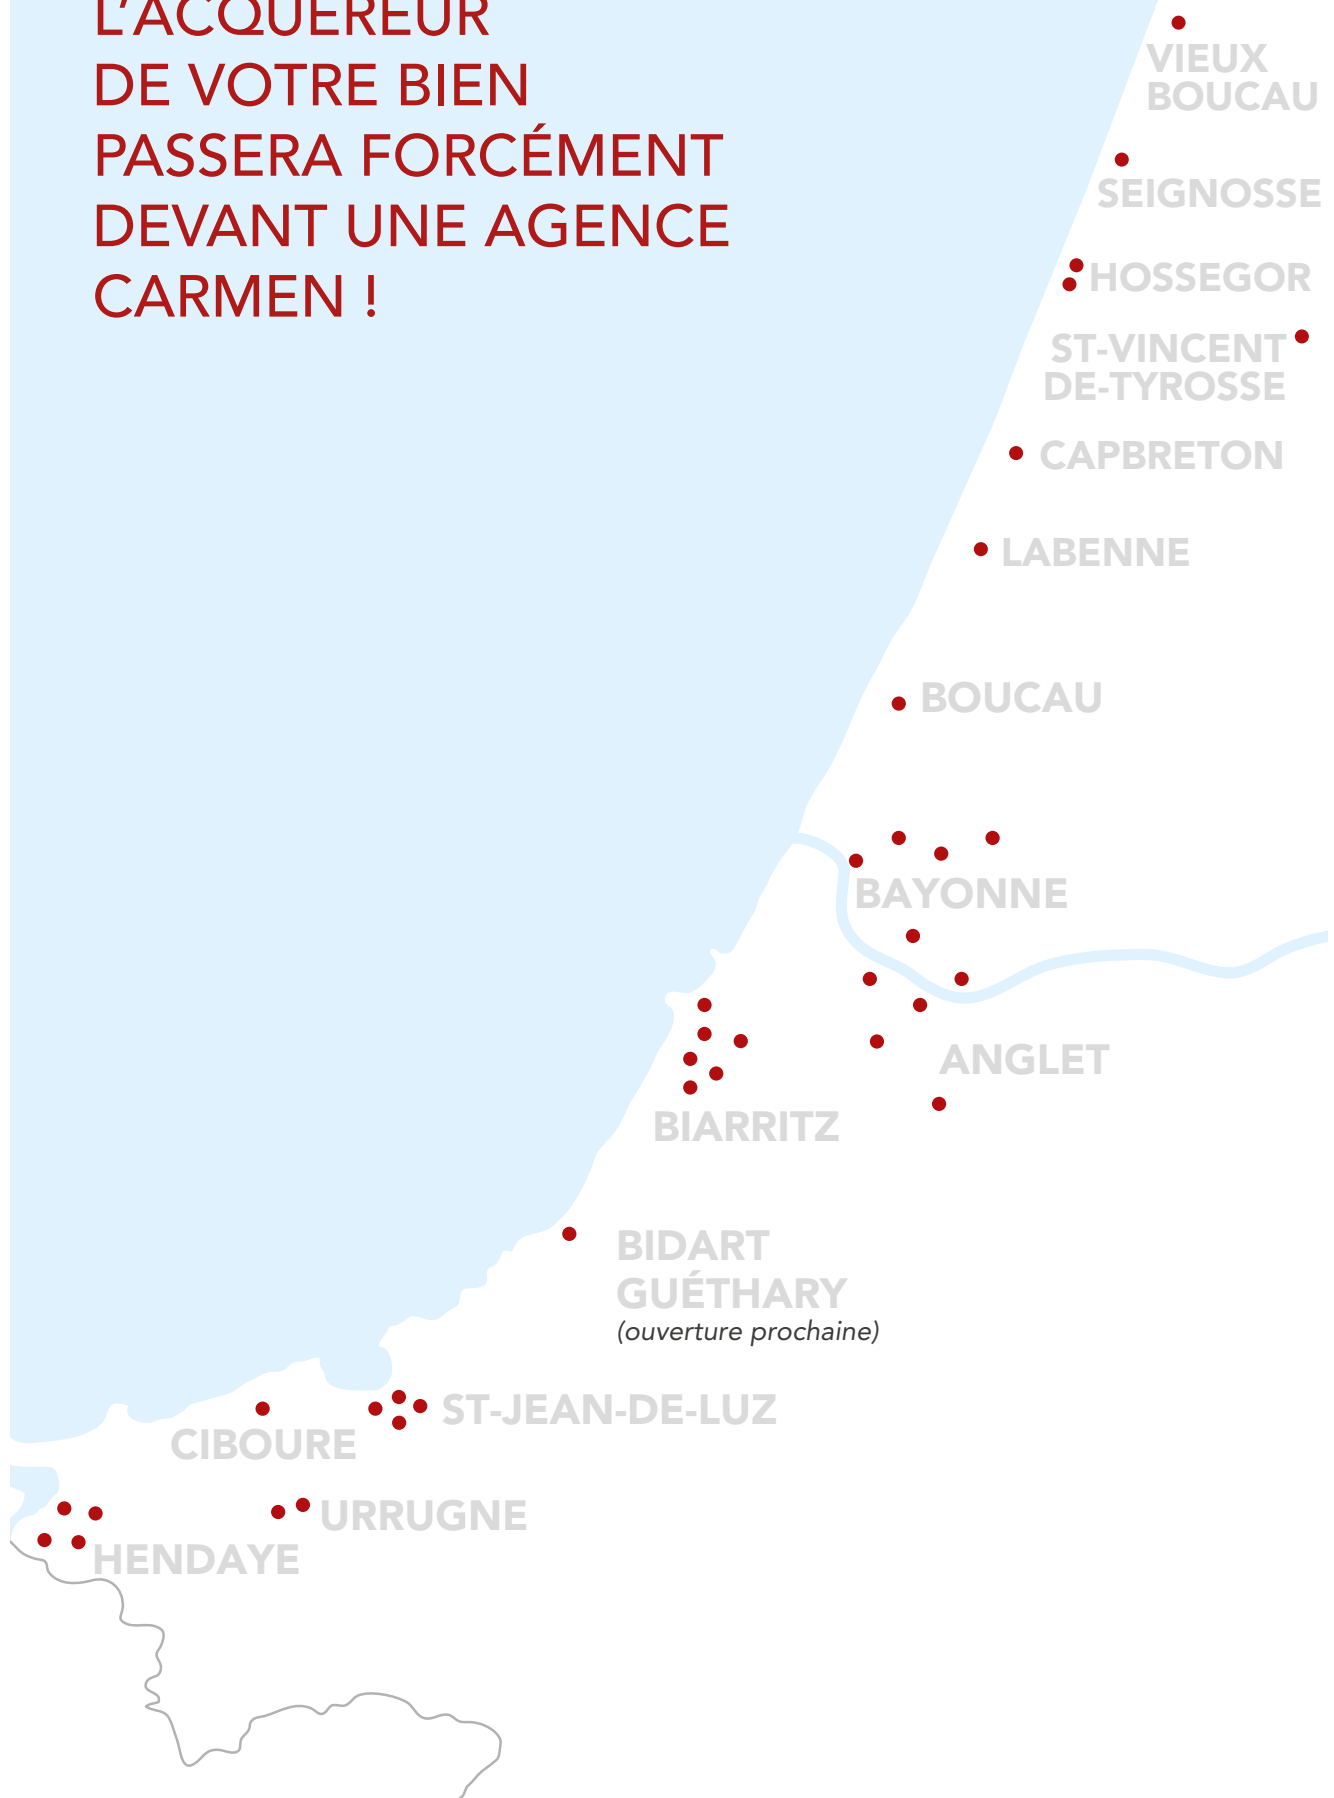 L'ACQUÉREUR
DE VOTRE BIEN
PASSERA FORCÉMENT
DEVANT UNE AGENCE
CARMEN !
VIEUX
BOUCAU
SEIGNOSSE
HOSSEGOR
ST-VINCENT
DE-TYROSSE
CAPBRETON
LABENNE
BOUCAU
BAYONNE
ANGLET
BIARRITZ
BIDART
GUÉTHARY
(ouverture prochaine)
ST-JEAN-DE-LUZ
CIBOURE
URRUGNE
HENDAYE